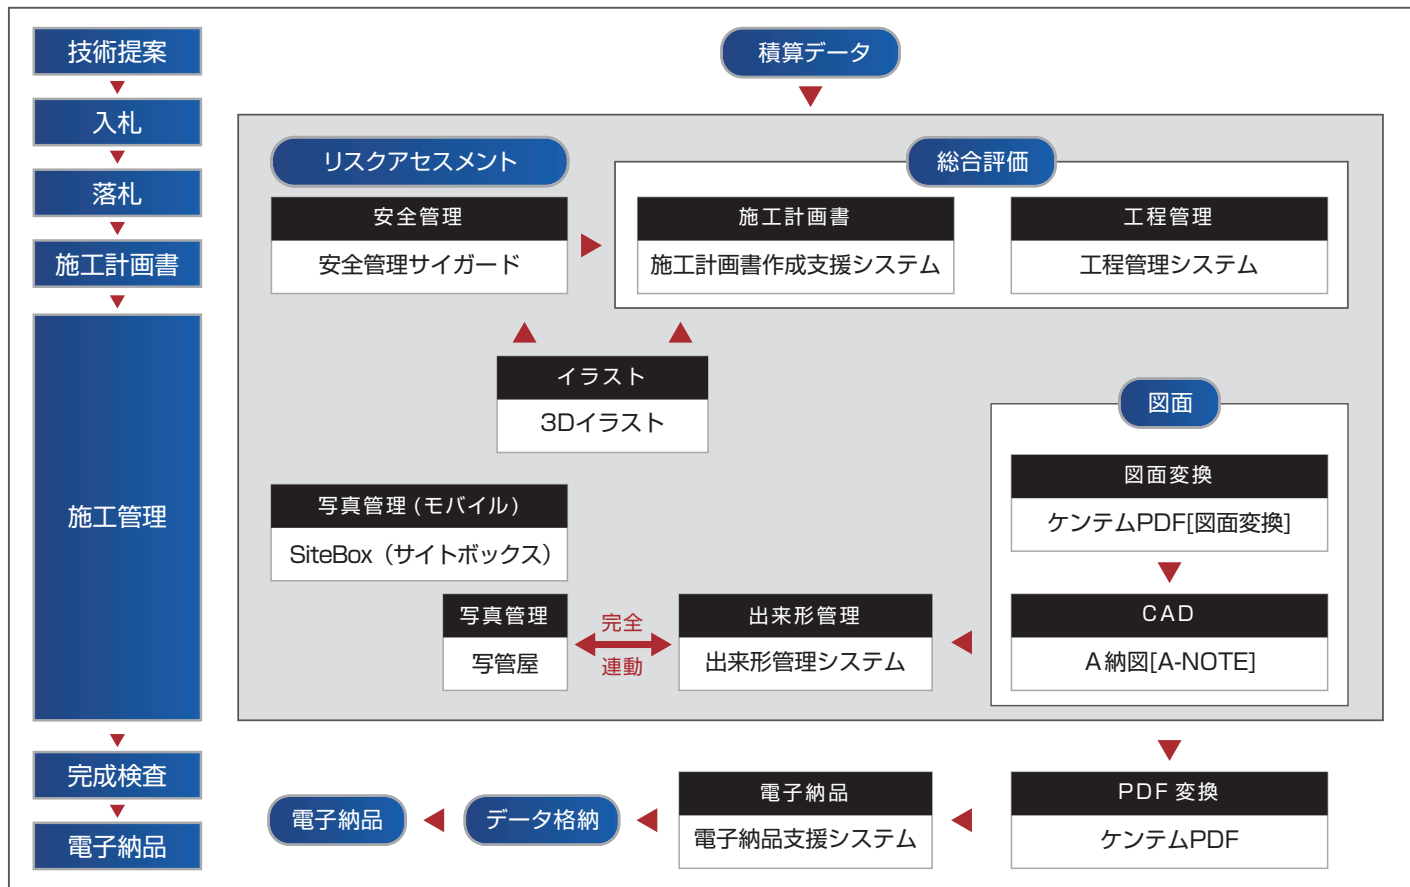 技術提案
入札
落札
施工計画書
施工管理
完成検査
電子納品
積算データ
リスクアセスメント
安全管理
安全管理サイガード
総合評価
施工計画書
施工計画書作成支援システム
工程管理
工程管理システム
イラスト
3Dイラスト
図面
図面変換
ケンテムPDF[図面変換]
CAD
A納図[A-NOTE]
写真管理(モバイル)
SiteBox（サイトボックス）
写真管理
写管屋
完全
連動
出来形管理
出来形管理システム
PDF変換
ケンテムPDF
電子納品
電子納品支援システム
データ格納
電子納品